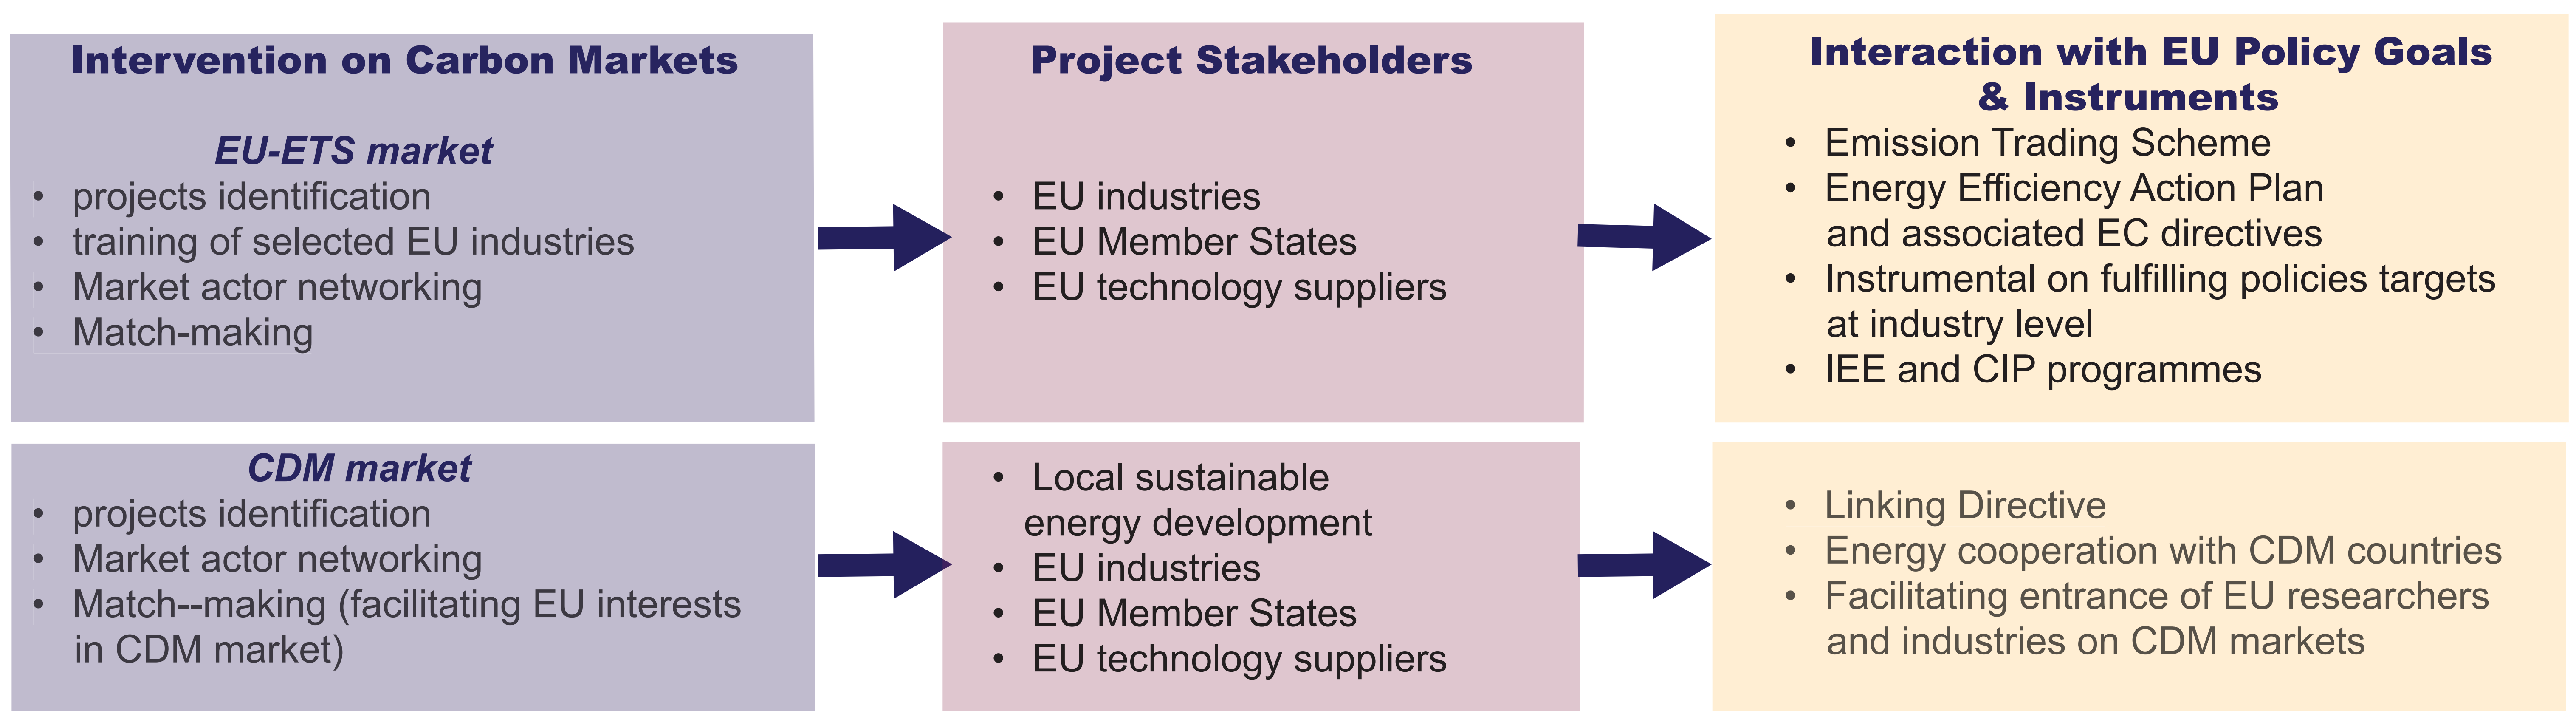 Intervention on Carbon Markets
EU-ETS market
• projects identification
• training of selected EU industries
• Market actor networking
• Match-making
Project Stakeholders
• EU industries
• EU Member States
• EU technology suppliers
Interaction with EU Policy Goals
& Instruments
• Emission Trading Scheme
• Energy Efficiency Action Plan
and associated EC directives
• Instrumental on fulfilling policies targets
at industry level
• IEE and CIP programmes
CDM market
• projects identification
• Market actor networking
• Match--making (facilitating EU interests
in CDM market)
• Local sustainable
energy development
• EU industries
• EU Member States
• EU technology suppliers
• Linking Directive
• Energy cooperation with CDM countries
• Facilitating entrance of EU researchers
and industries on CDM markets